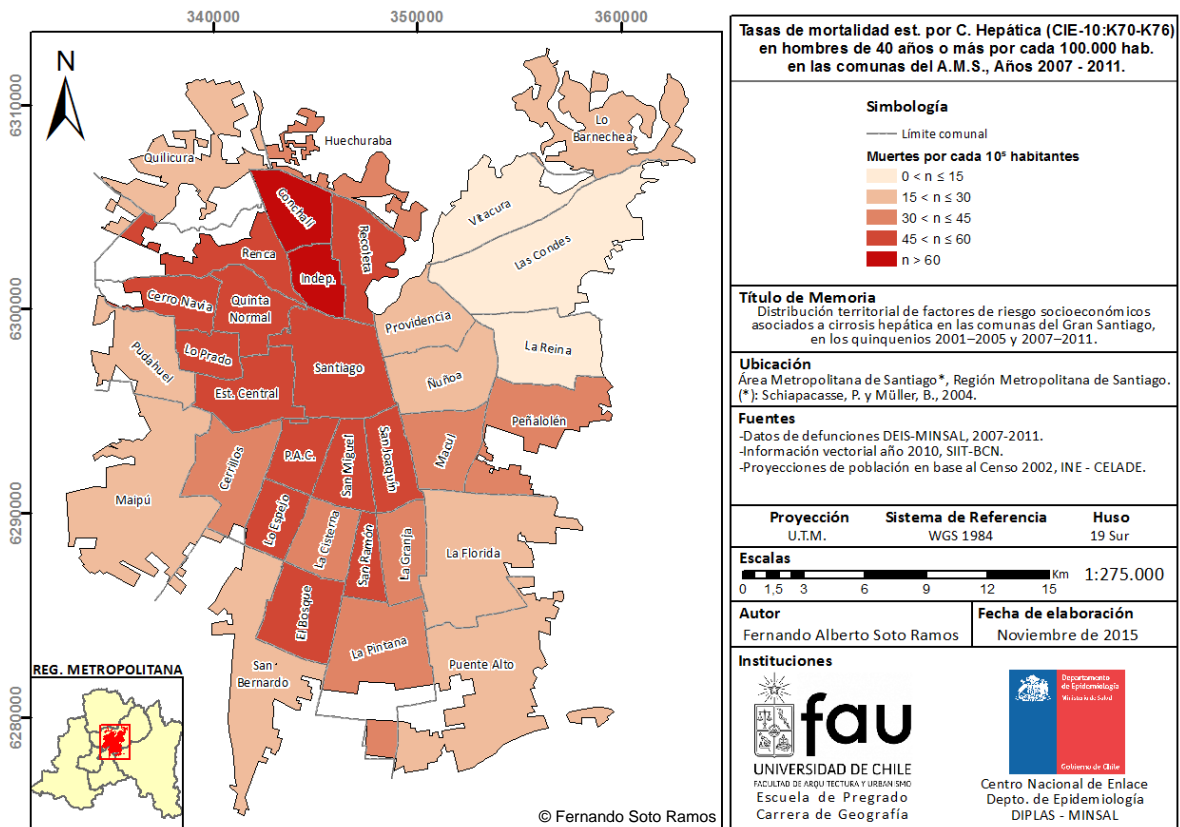 340000
350000
360000
6310000
6300000
6290000
6280000
N
Quilicura
Huechuraba
Lo
Barnechea
Conchalí
Recoleta
Vitacura
Las Condes
Renca
Indep.
Cerro Navia
Quinta
Normal
Providencia
La Reina
Pudahuel
Lo Prado
Santiago
Ñuñoa
Est. Central
Peñalolén
Cerrillos
P.A.C.
San Miguel
San Joaquín
Macul
Maipú
Lo Espejo
La Cisterna
San Ramón
La Granja
La Florida
El Bosque
La Pintana
San
Bernardo
Puente Alto
REG. METROPOLITANA
© Fernando Soto Ramos
Tasas de mortalidad est. por C. Hepática (CIE-10:K70-K76)
en hombres de 40 años o más por cada 100.000 hab.
en las comunas del A.M.S., Años 2007 - 2011.
Simbología
Límite comunal
Muertes por cada 10⁵ habitantes
0 < n ≤ 15
15 < n ≤ 30
30 < n ≤ 45
45 < n ≤ 60
n > 60
Título de Memoria
Distribución territorial de factores de riesgo socioeconómicos
asociados a cirrosis hepática en las comunas del Gran Santiago,
en los quinquenios 2001–2005 y 2007–2011.
Ubicación
Área Metropolitana de Santiago*, Región Metropolitana de Santiago.
(*): Schiapacasse, P. y Müller, B., 2004.
Fuentes
-Datos de defunciones DEIS-MINSAL, 2007-2011.
-Información vectorial año 2010, SIIT-BCN.
-Proyecciones de población en base al Censo 2002, INE - CELADE.
Proyección Sistema de Referencia Huso
U.T.M. WGS 1984 19 Sur
Escalas
0 1,5 3 6 9 12 15 Km 1:275.000
Autor
Fernando Alberto Soto Ramos
Fecha de elaboración
Noviembre de 2015
Instituciones
fau
UNIVERSIDAD DE CHILE
FACULTAD DE ARQUITECTURA Y URBANISMO
Escuela de Pregrado
Carrera de Geografía
Departamento
de Epidemiología
Ministerio de Salud
Gobierno de Chile
Centro Nacional de Enlace
Depto. de Epidemiología
DIPLAS - MINSAL